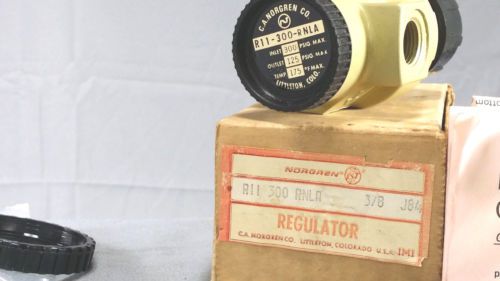 C.A. NORGREN CO.
R11-300-RNLA
INLET 300 PSIG MAX.
OUTLET 125 PSIG MAX
TEMP. 175 °F MAX.
LITTLETON, COLO.
NORGREN
R11 300 RNLA 3/8 J84
REGULATOR
C.A. NORGREN CO. LITTLETON, COLORADO U.S.A. IMI